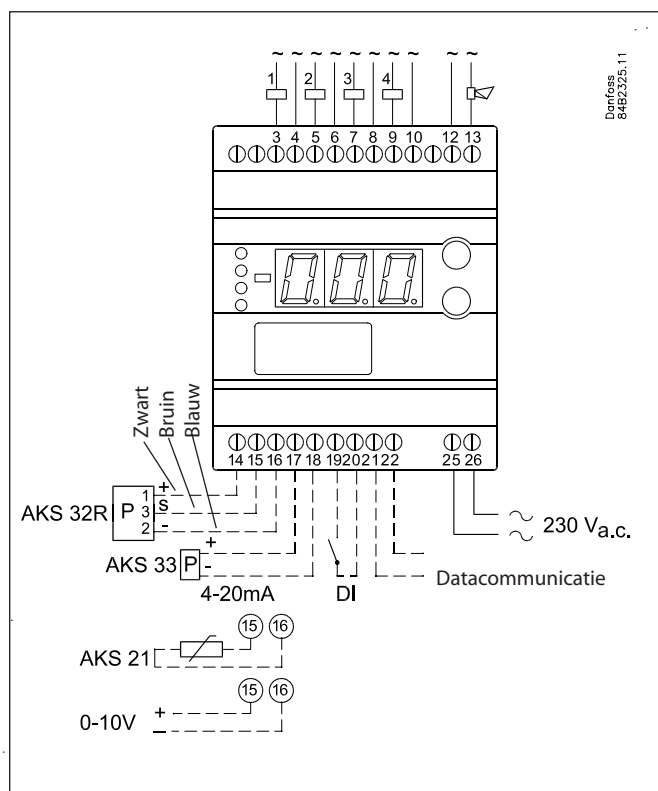 ~ ~ ~ ~ ~ ~ ~ ~ ~ ~
1 2 3 4
Danfoss
84B2325.11
3 4 5 6 7 8 9 10 12 13
0.0.0.
Zwart
Bruin
Blauw
14 15 16 17 18 19 20 21 22 25 26
AKS 32R P 1 + 3 S 2 -
230 Va.c.
AKS 33 P + -
Datacommunicatie
4-20mA DI
15 16
AKS 21
15 16
0-10V + −